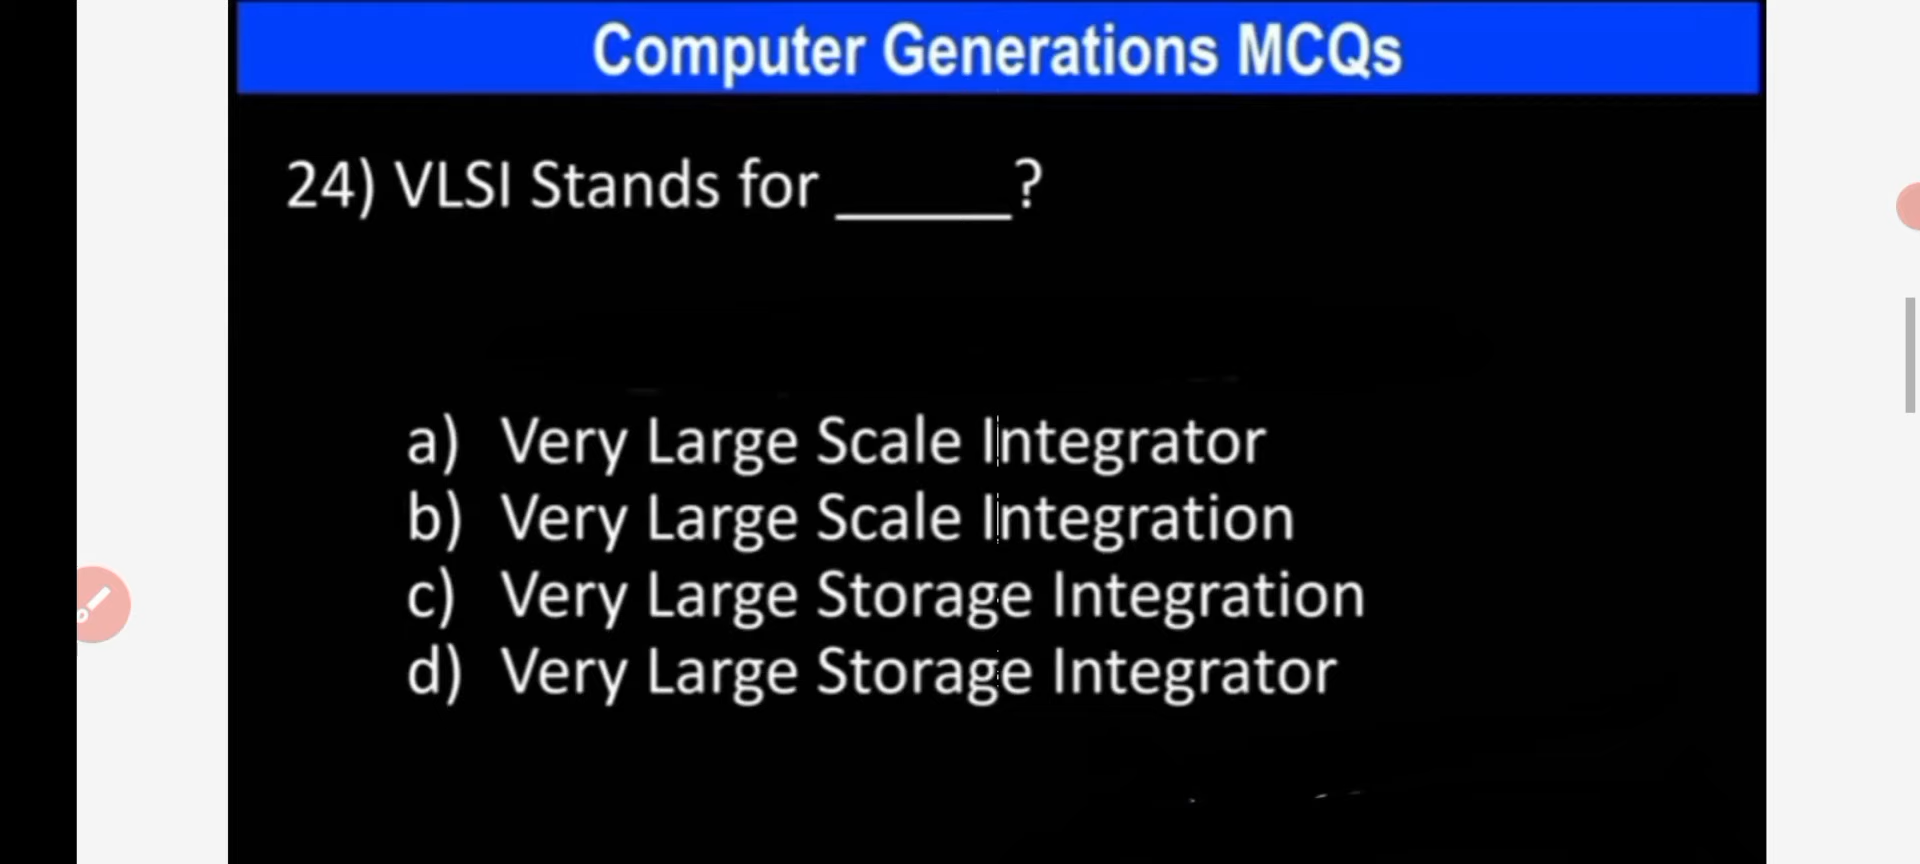 Computer Generations MCQs
24) VLSI Stands for ______?
a) Very Large Scale Integrator
b) Very Large Scale Integration
c) Very Large Storage Integration
d) Very Large Storage Integrator